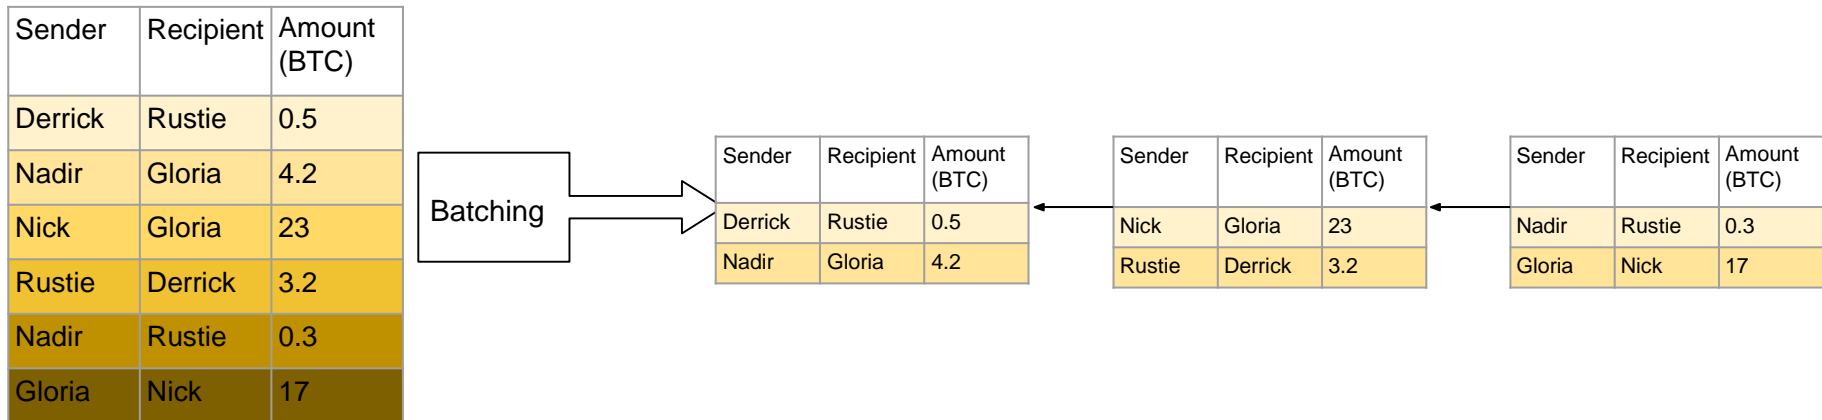 Sender Recipient Amount (BTC)
Derrick Rustie 0.5
Nadir Gloria 4.2
Nick Gloria 23
Rustie Derrick 3.2
Nadir Rustie 0.3
Gloria Nick 17
Batching
Sender Recipient Amount (BTC)
Derrick Rustie 0.5
Nadir Gloria 4.2
Sender Recipient Amount (BTC)
Nick Gloria 23
Rustie Derrick 3.2
Sender Recipient Amount (BTC)
Nadir Rustie 0.3
Gloria Nick 17